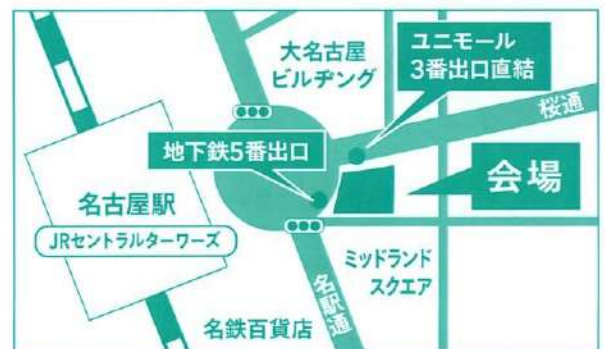 大名古屋
ビルヂング
ユニモール
3番出口直結
桜通
地下鉄5番出口
会場
名古屋駅
JRセントラルターワーズ
ミッドランド
スクエア
名駅通
名鉄百貨店